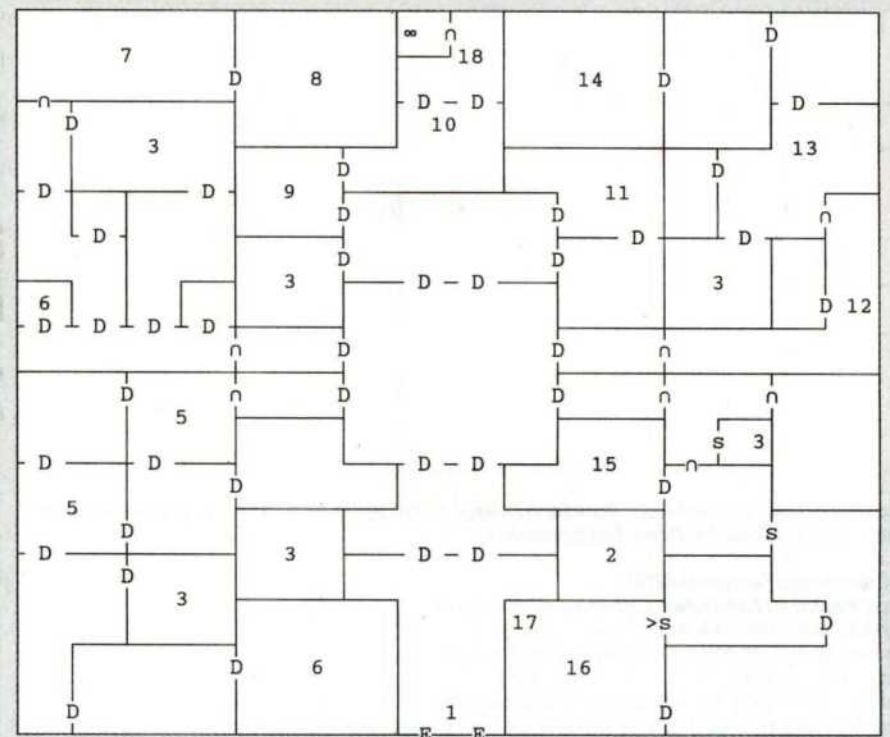 ∞ ∩ D
7 D 8 18 14 D
∩ D D D
D 10
3 D 13
D D D 9 D 11 D ∩
D D D D
6 3 D D D 3
D D D D D 12
∩ D D ∩
D 5 ∩ D D ∩ ∩
s 3
D D D D 15 ∩
5 D D
D D s
D 3 D D 2
D 3
17 >s D
D 6 16
D 1 D
E E